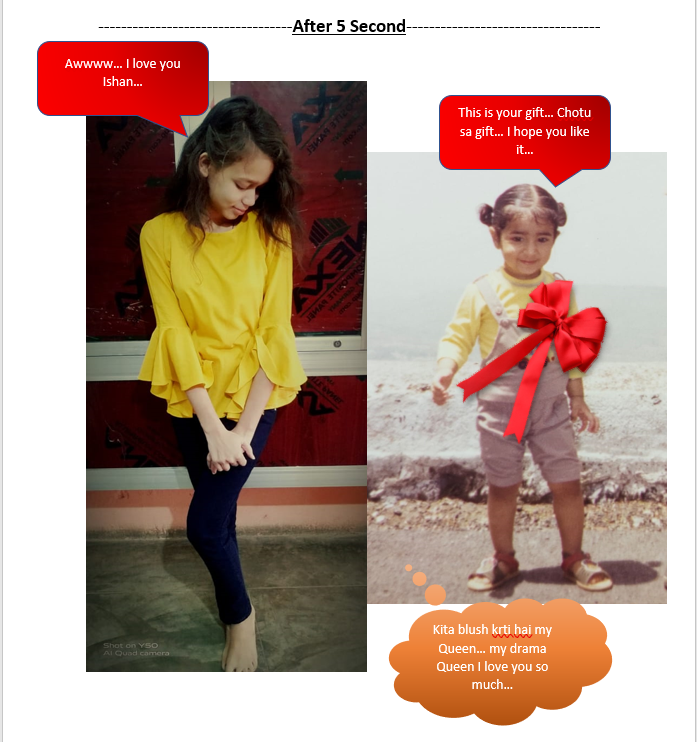 ---------------------------------After 5 Second---------------------------------
Awwww… I love you
Ishan…
This is your gift… Chotu
sa gift… I hope you like
it…
NEXA
Shot on Y50
AI Quad camera
Kita blush krti hai my
Queen… my drama
Queen I love you so
much…